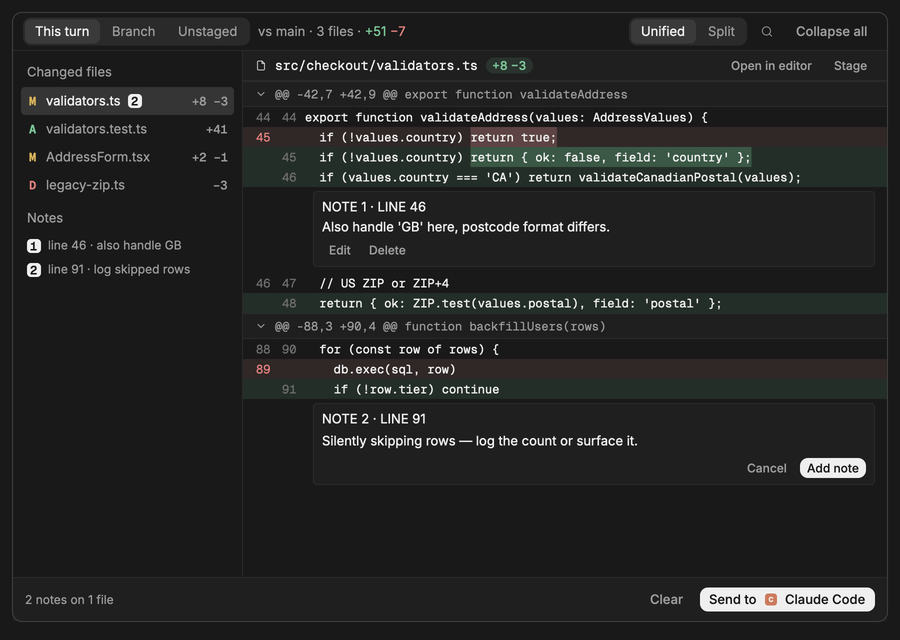 This turn Branch Unstaged vs main · 3 files · +51 −7 Unified Split Collapse all
Changed files
M validators.ts 2 +8 −3
A validators.test.ts +41
M AddressForm.tsx +2 −1
D legacy-zip.ts −3
Notes
1 line 46 · also handle GB
2 line 91 · log skipped rows
src/checkout/validators.ts +8 −3 Open in editor Stage
@@ -42,7 +42,9 @@ export function validateAddress
44 44 export function validateAddress(values: AddressValues) {
45 if (!values.country) return true;
45 if (!values.country) return { ok: false, field: 'country' };
46 if (values.country === 'CA') return validateCanadianPostal(values);
NOTE 1 · LINE 46
Also handle 'GB' here, postcode format differs.
Edit Delete
46 47 // US ZIP or ZIP+4
48 return { ok: ZIP.test(values.postal), field: 'postal' };
@@ -88,3 +90,4 @@ function backfillUsers(rows)
88 90 for (const row of rows) {
89 db.exec(sql, row)
91 if (!row.tier) continue
NOTE 2 · LINE 91
Silently skipping rows — log the count or surface it.
Cancel Add note
2 notes on 1 file Clear Send to C Claude Code